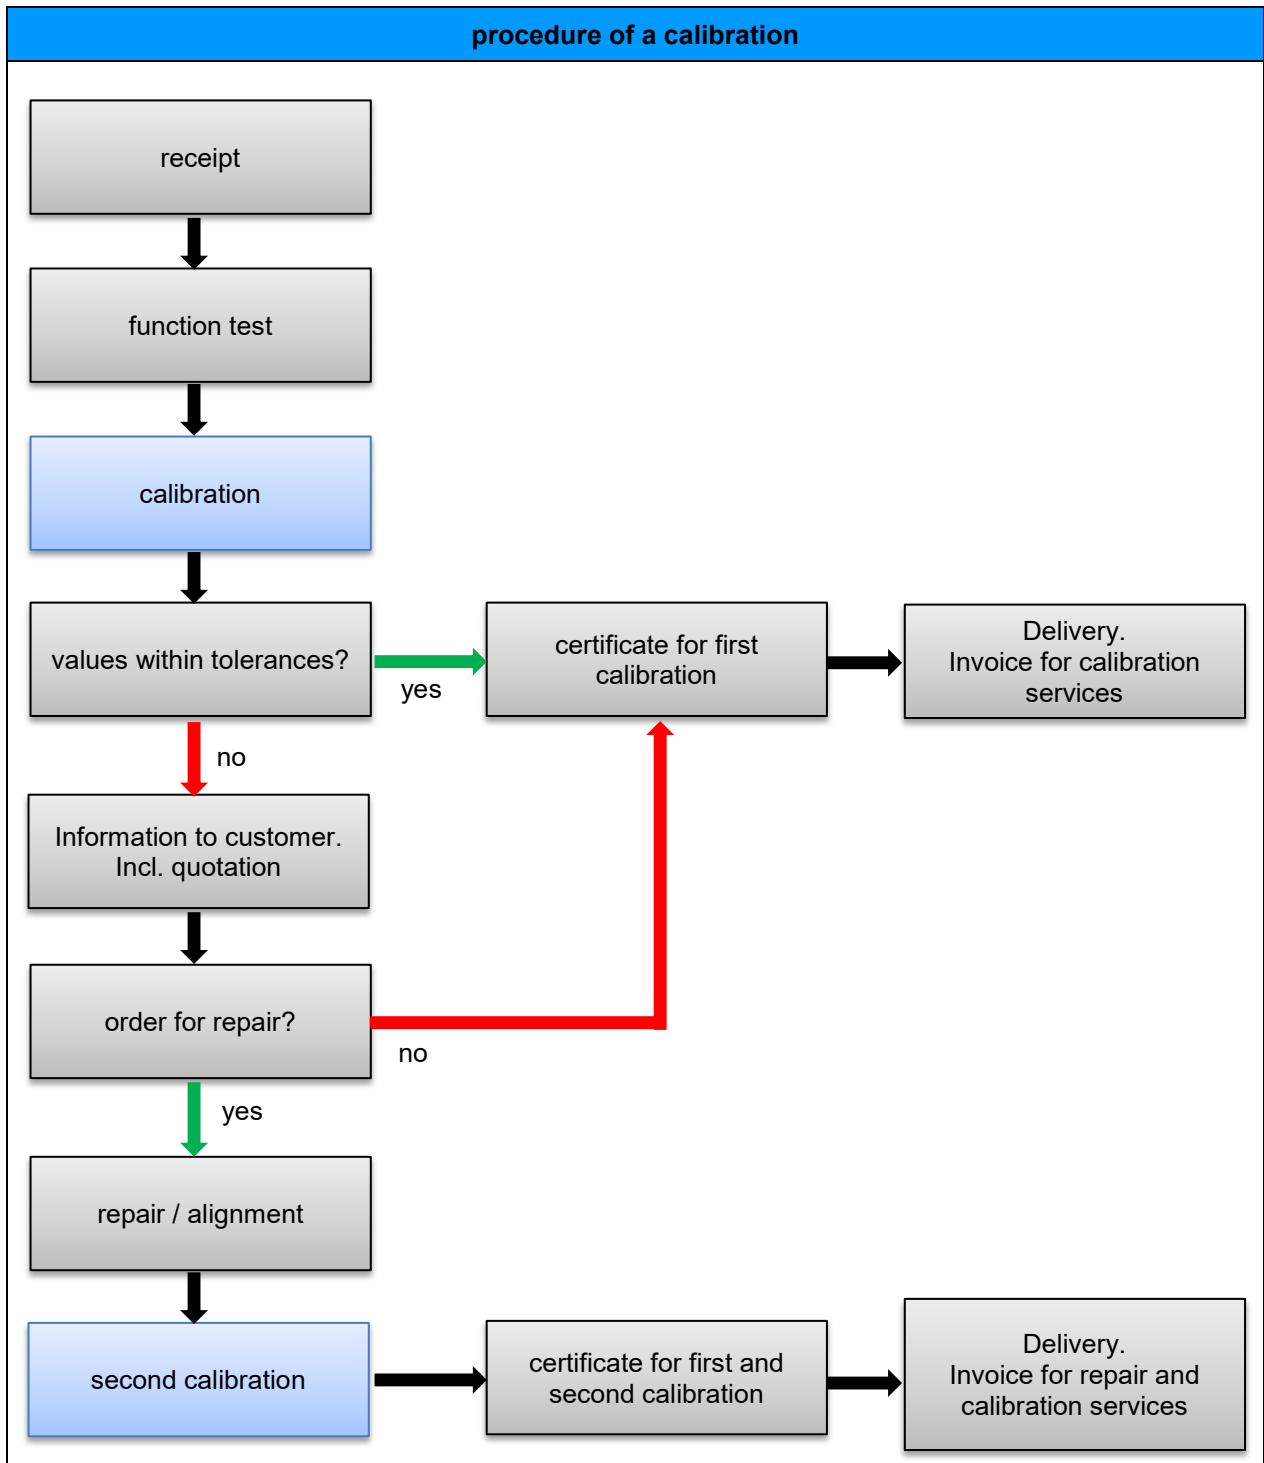 procedure of a calibration
receipt
function test
calibration
values within tolerances?
yes
certificate for first
calibration
Delivery.
Invoice for calibration
services
no
Information to customer.
Incl. quotation
order for repair?
no
yes
repair / alignment
second calibration
certificate for first and
second calibration
Delivery.
Invoice for repair and
calibration services